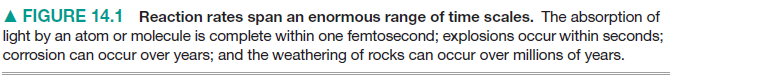 ▲ FIGURE 14.1 Reaction rates span an enormous range of time scales. The absorption of
light by an atom or molecule is complete within one femtosecond; explosions occur within seconds;
corrosion can occur over years; and the weathering of rocks can occur over millions of years.